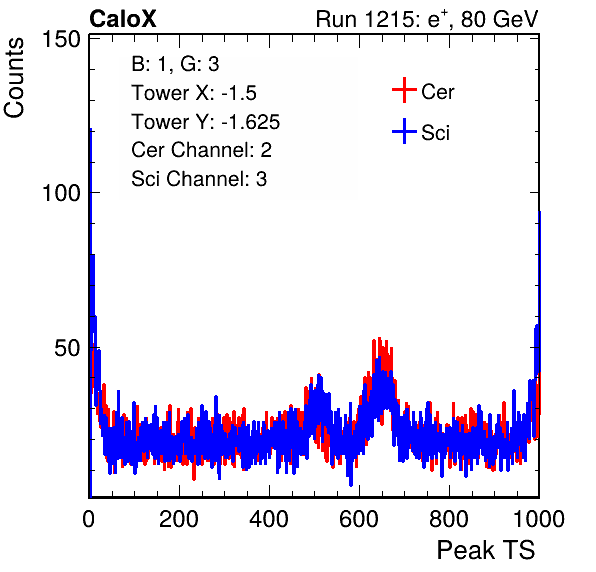 CaloX Run 1215: e⁺, 80 GeV
Counts
150
100
50
B: 1, G: 3
Tower X: -1.5
Tower Y: -1.625
Cer Channel: 2
Sci Channel: 3
Cer
Sci
0 200 400 600 800 1000
Peak TS